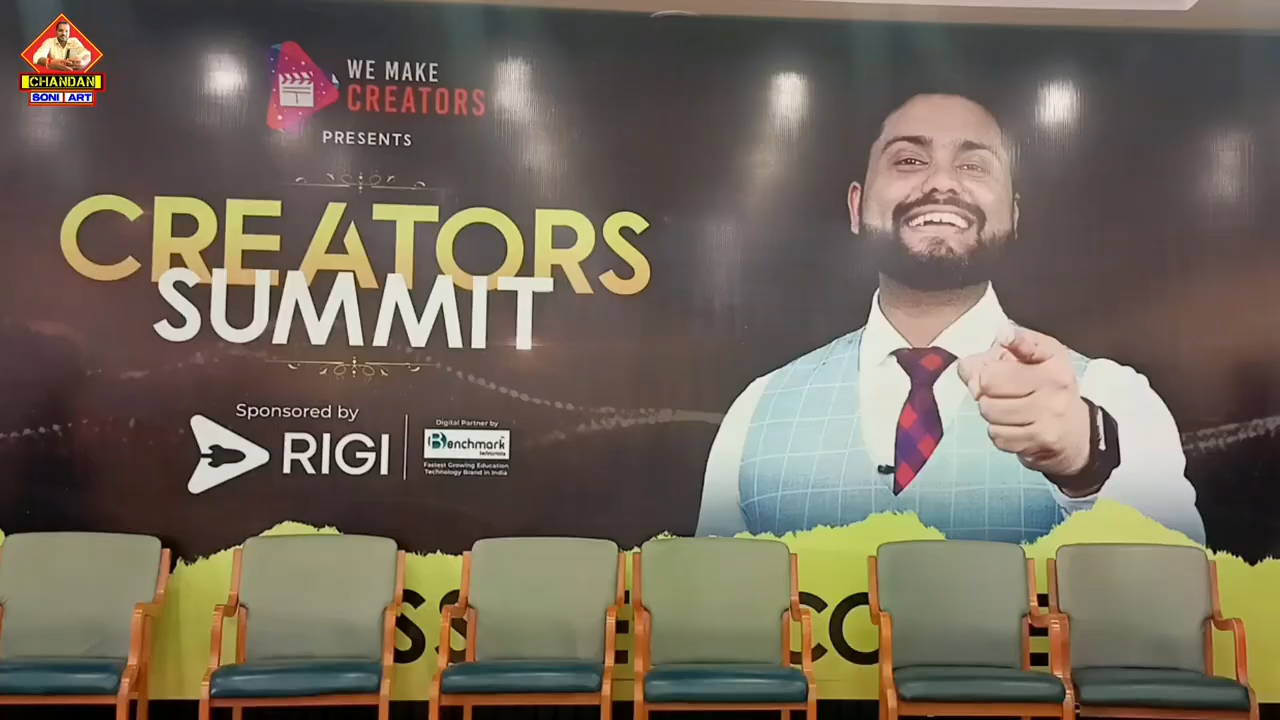 CHANDAN
SONI ART
WE MAKE
CREATORS
PRESENTS
CREATORS
SUMMIT
Sponsored by
RIGI
Digital Partner by
Benchmark
Fastest Growing Education
Technology Brand in India